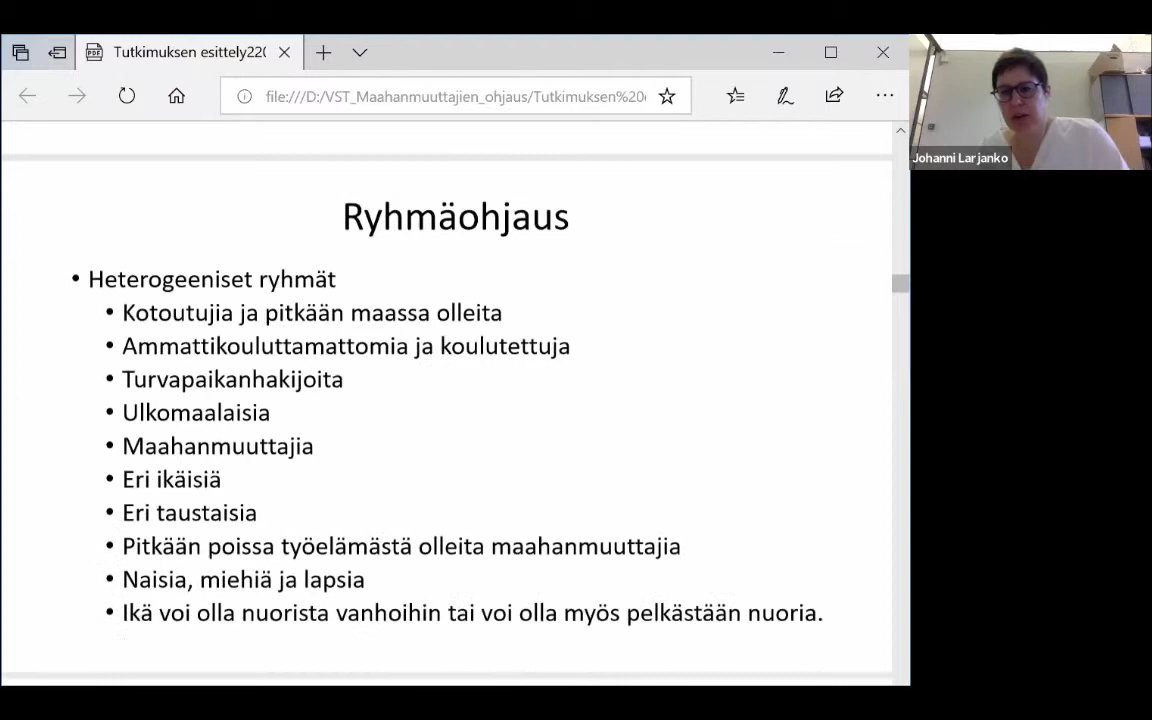 Tutkimuksen esittely220
file:///D:/VST_Maahanmuuttajien_ohjaus/Tutkimuksen%20
Johanni Larjanko
Ryhmäohjaus
• Heterogeeniset ryhmät
• Kotoutujia ja pitkään maassa olleita
• Ammattikouluttamattomia ja koulutettuja
• Turvapaikanhakijoita
• Ulkomaalaisia
• Maahanmuuttajia
• Eri ikäisiä
• Eri taustaisia
• Pitkään poissa työelämästä olleita maahanmuuttajia
• Naisia, miehiä ja lapsia
• Ikä voi olla nuorista vanhoihin tai voi olla myös pelkästään nuoria.